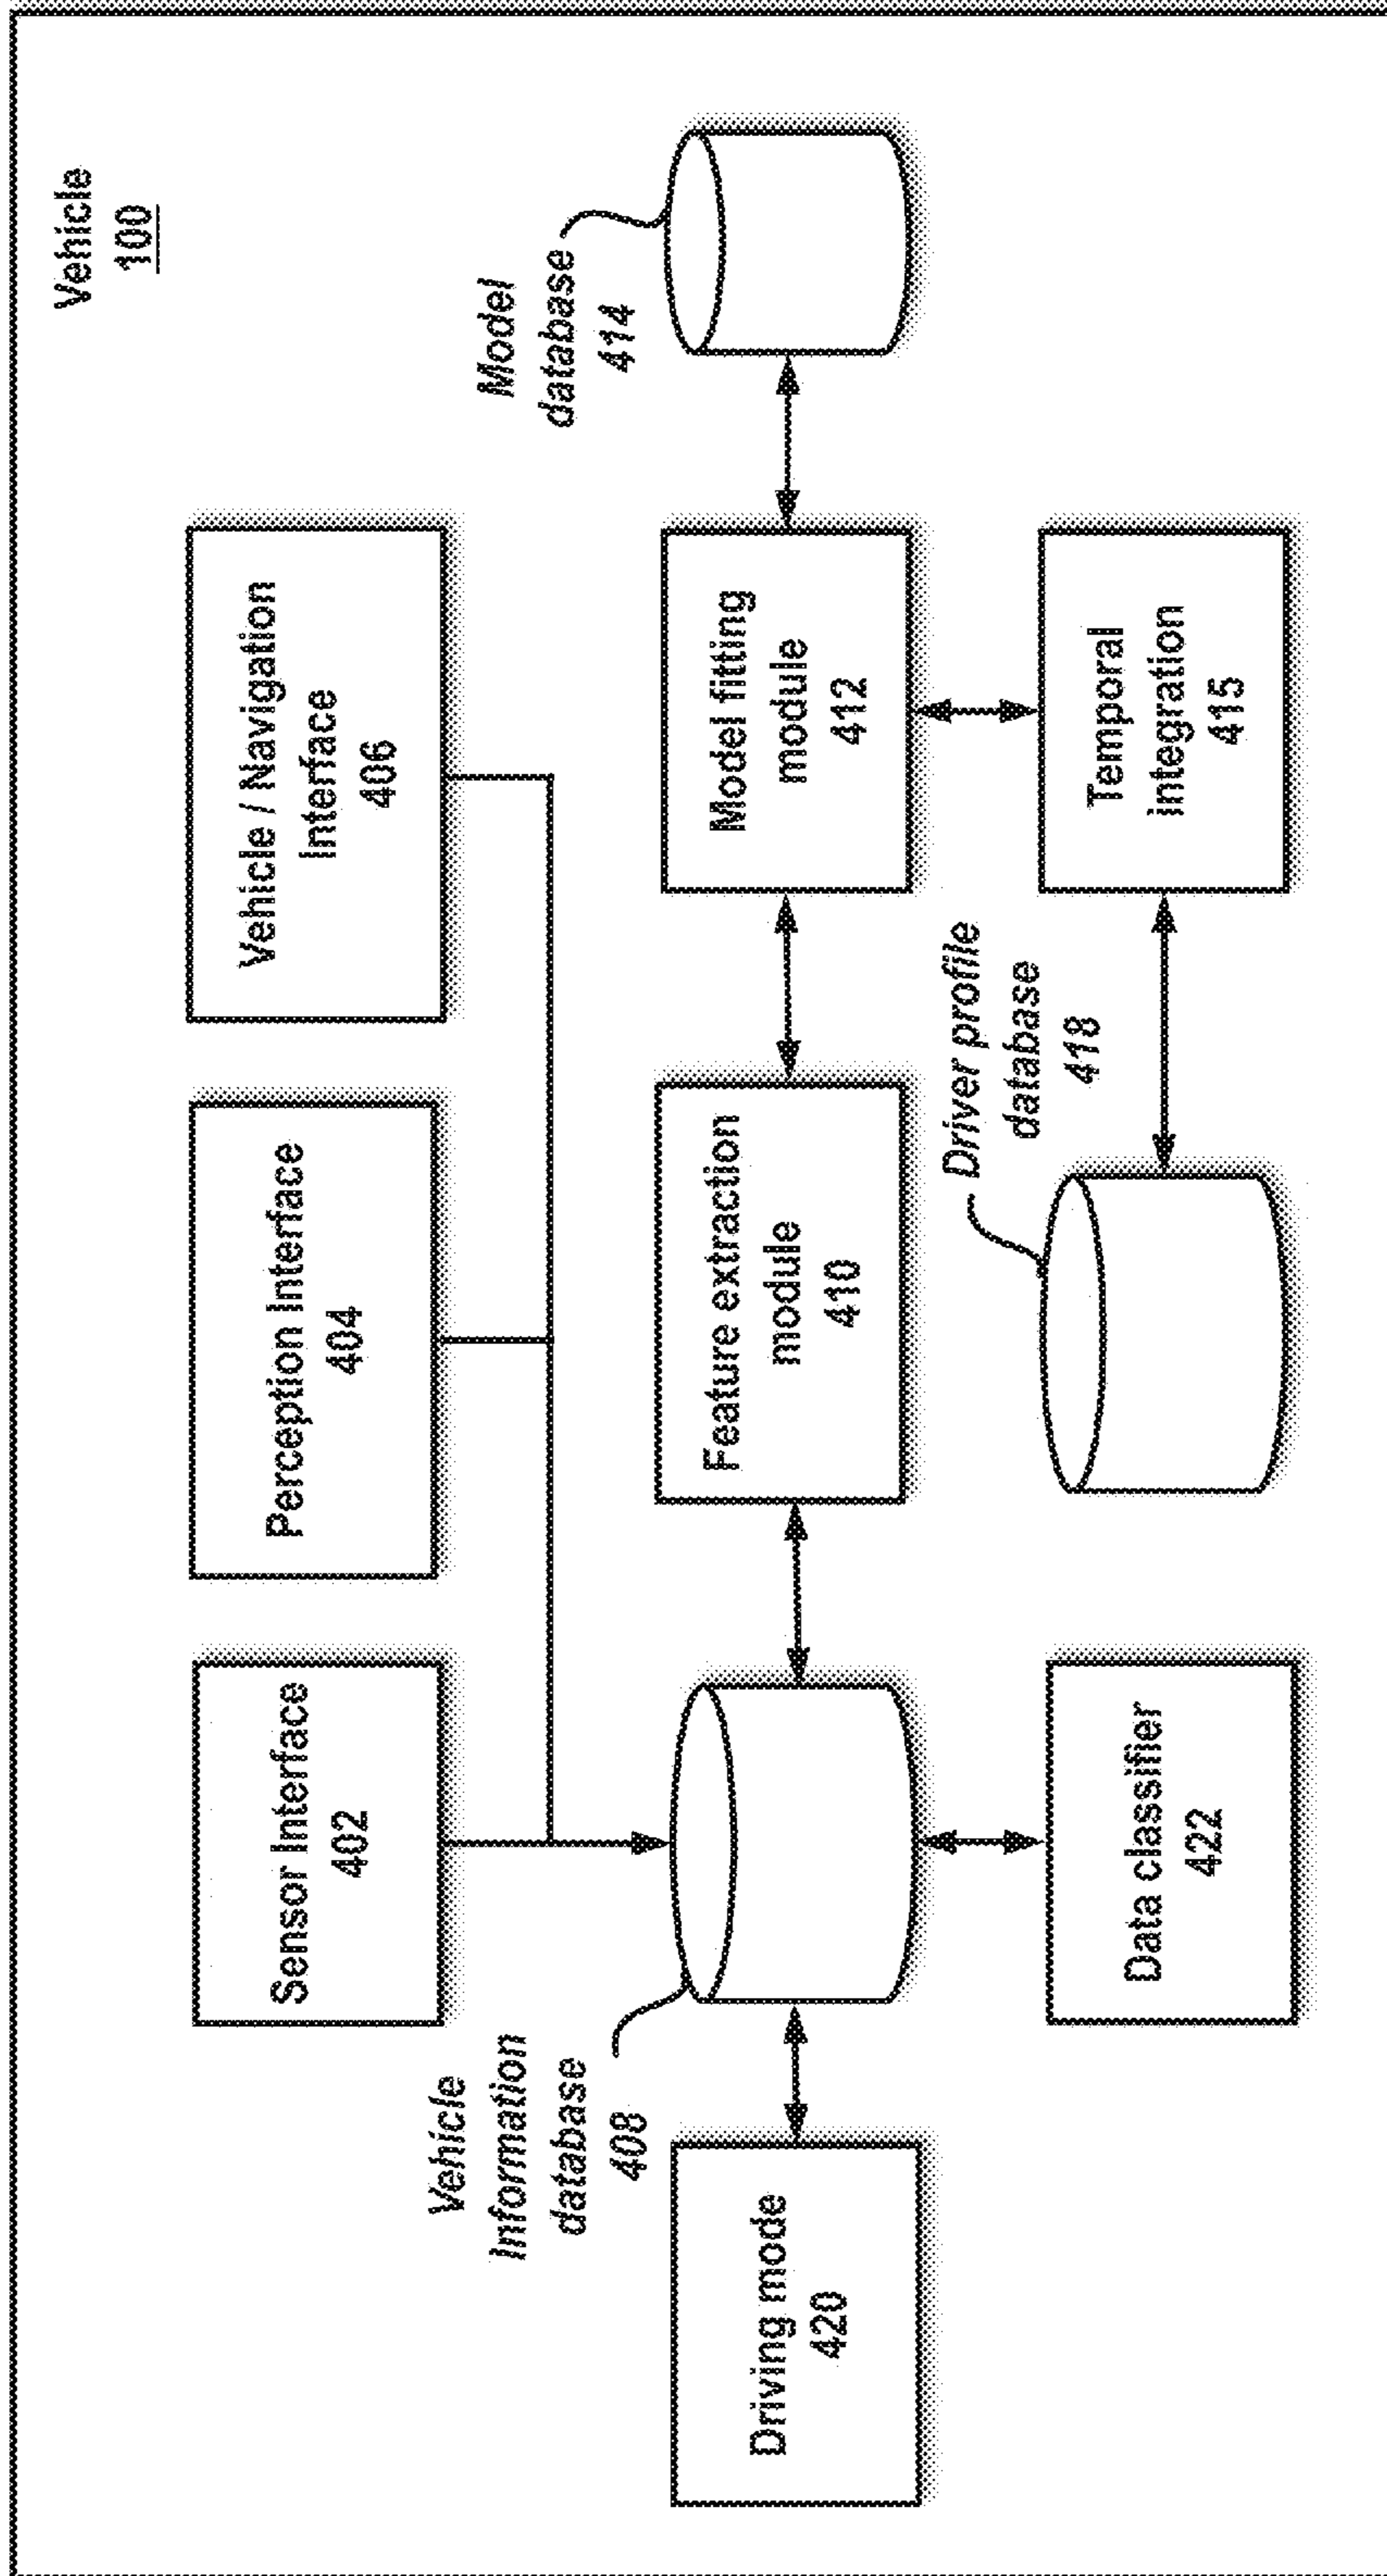 Vehicle
100
Sensor Interface
402
Perception Interface
404
Vehicle / Navigation
Interface
406
Vehicle
Information
database
408
Model
database
414
Driving mode
420
Feature extraction
module
410
Model fitting
module
412
Driver profile
database
418
Data classifier
422
Temporal
integration
415